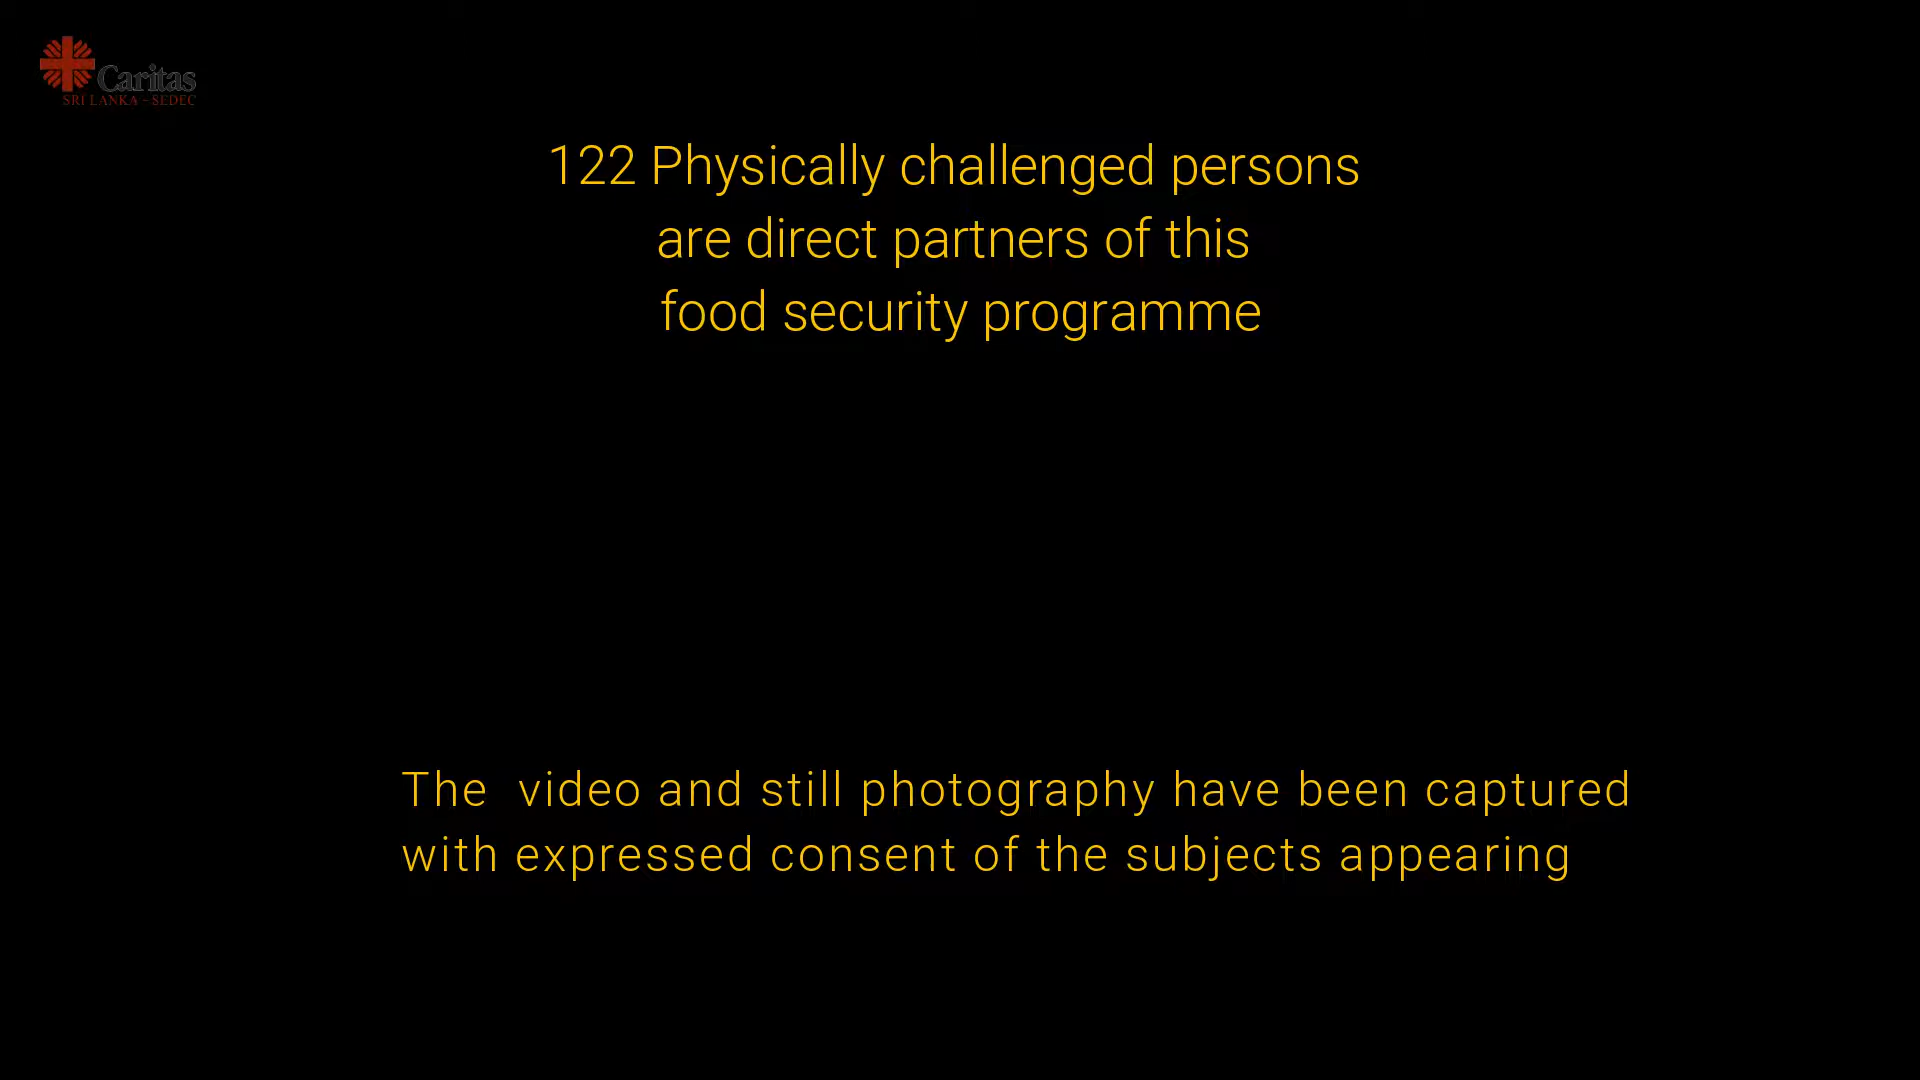 Caritas
SRI LANKA - SEDEC
122 Physically challenged persons
are direct partners of this
food security programme
The video and still photography have been captured
with expressed consent of the subjects appearing